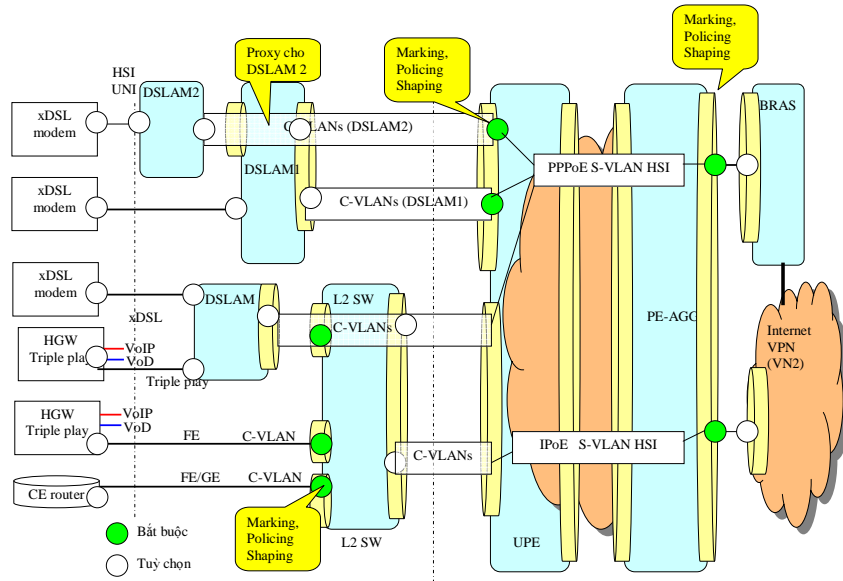 Marking,
Policing
Shaping
Proxy cho
DSLAM 2
Marking,
Policing
Shaping
HSI
UNI
DSLAM2
BRAS
xDSL
modem
C-VLANs (DSLAM2)
PPPoE S-VLAN HSI
DSLAM1
xDSL
modem
C-VLANs (DSLAM1)
xDSL
modem
DSLAM
L2 SW
xDSL
C-VLANs
PE-AGG
Internet
VPN
(VN2)
HGW
Triple play
VoIP
VoD
Triple play
HGW
Triple play
VoIP
VoD
FE
C-VLAN
C-VLANs
IPoE S-VLAN HSI
CE router
FE/GE
C-VLAN
Marking,
Policing
Shaping
L2 SW
UPE
Bắt buộc
Tuỳ chọn